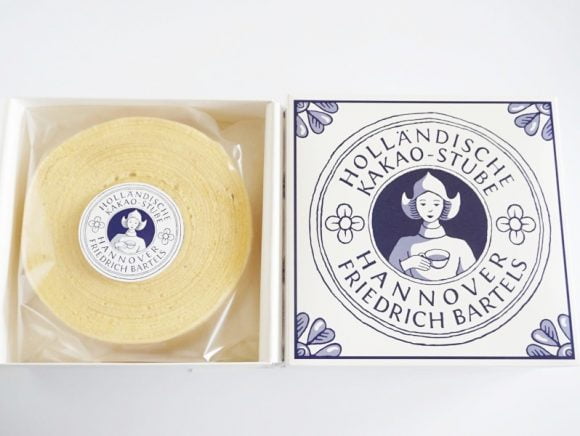 HOLLÄNDISCHE
KAKAO-STUBE
HANNOVER
FRIEDRICH BARTELS
HOLLÄNDISCHE
KAKAO-STUBE
HANNOVER
FRIEDRICH BARTELS